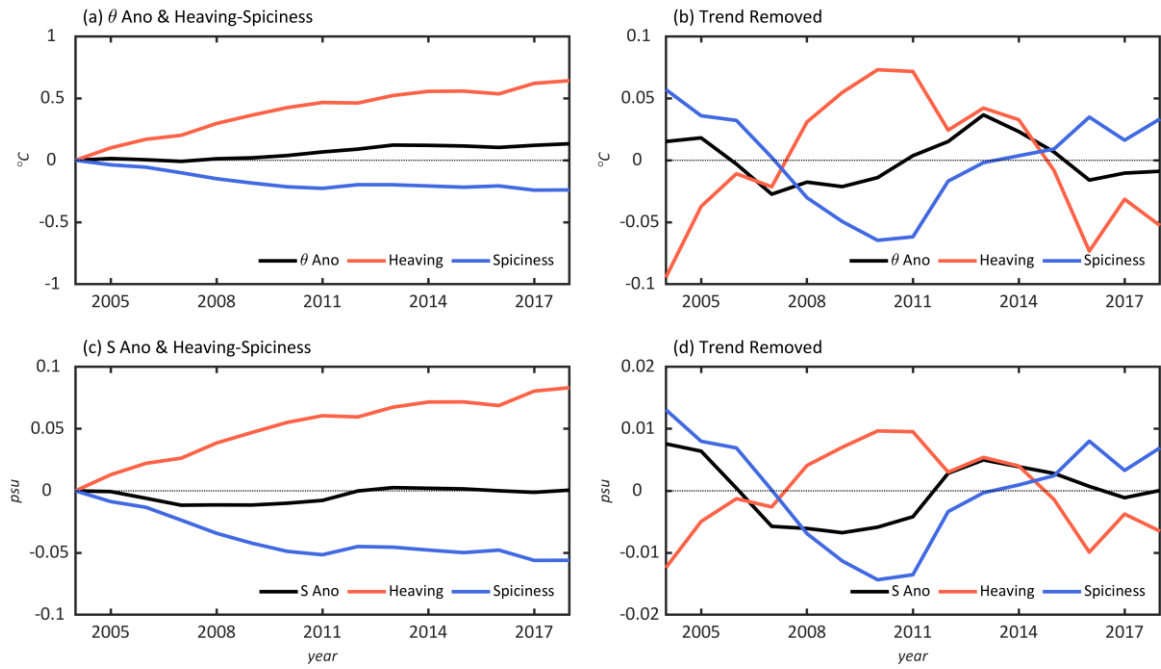 (a) θ Ano & Heaving-Spiciness
1
0.5
0
-0.5
-1
°C
θ Ano Heaving Spiciness
2005 2008 2011 2014 2017
(b) Trend Removed
0.1
0.05
0
-0.05
-0.1
°C
θ Ano Heaving Spiciness
2005 2008 2011 2014 2017
(c) S Ano & Heaving-Spiciness
0.1
0.05
0
-0.05
-0.1
psu
S Ano Heaving Spiciness
2005 2008 2011 2014 2017
year
(d) Trend Removed
0.02
0.01
0
-0.01
-0.02
psu
S Ano Heaving Spiciness
2005 2008 2011 2014 2017
year